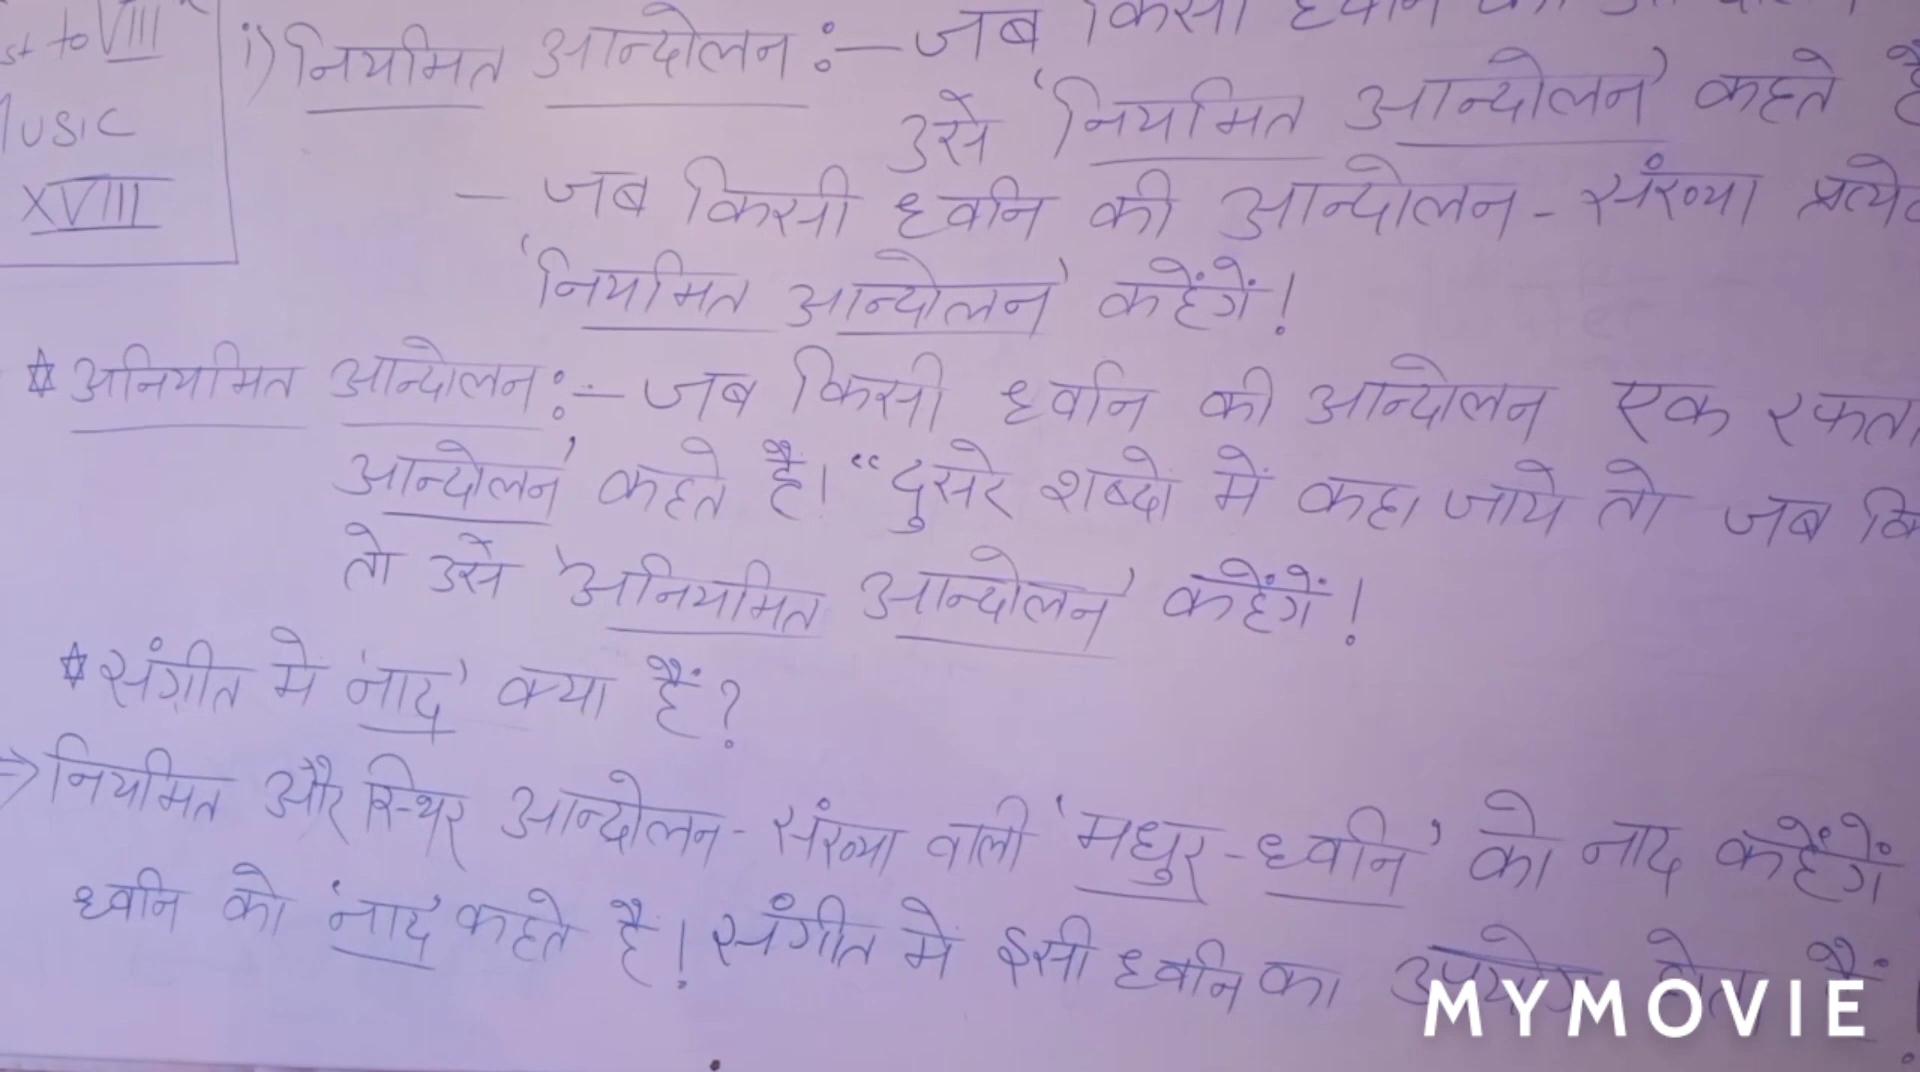 st to VIII
Music
XVIII
i) नियमित आन्दोलन :- जब किसी
उसे 'नियमित आन्दोलन' कहते है
- जब किसी ध्वनि की आन्दोलन - संख्या
'नियमित आन्दोलन' कहेंगें!
* अनियमित आन्दोलन :- जब किसी ध्वनि की आन्दोलन एक
आन्दोलन' कहते है। “दुसरे शब्दो में कहा जाये तो जब
तो उसे 'अनियमित आन्दोलन' कहेंगें!
* संगीत मे 'नाद' क्या हैं?
⇒ नियमित और स्थिर आन्दोलन - संख्या वाली 'मधुर - ध्वनि' को नाद कहेंगें
ध्वनि को 'नाद' कहते है! संगीत मे इसी ध्वनि का उपयोग होता हैं
MYMOVIE